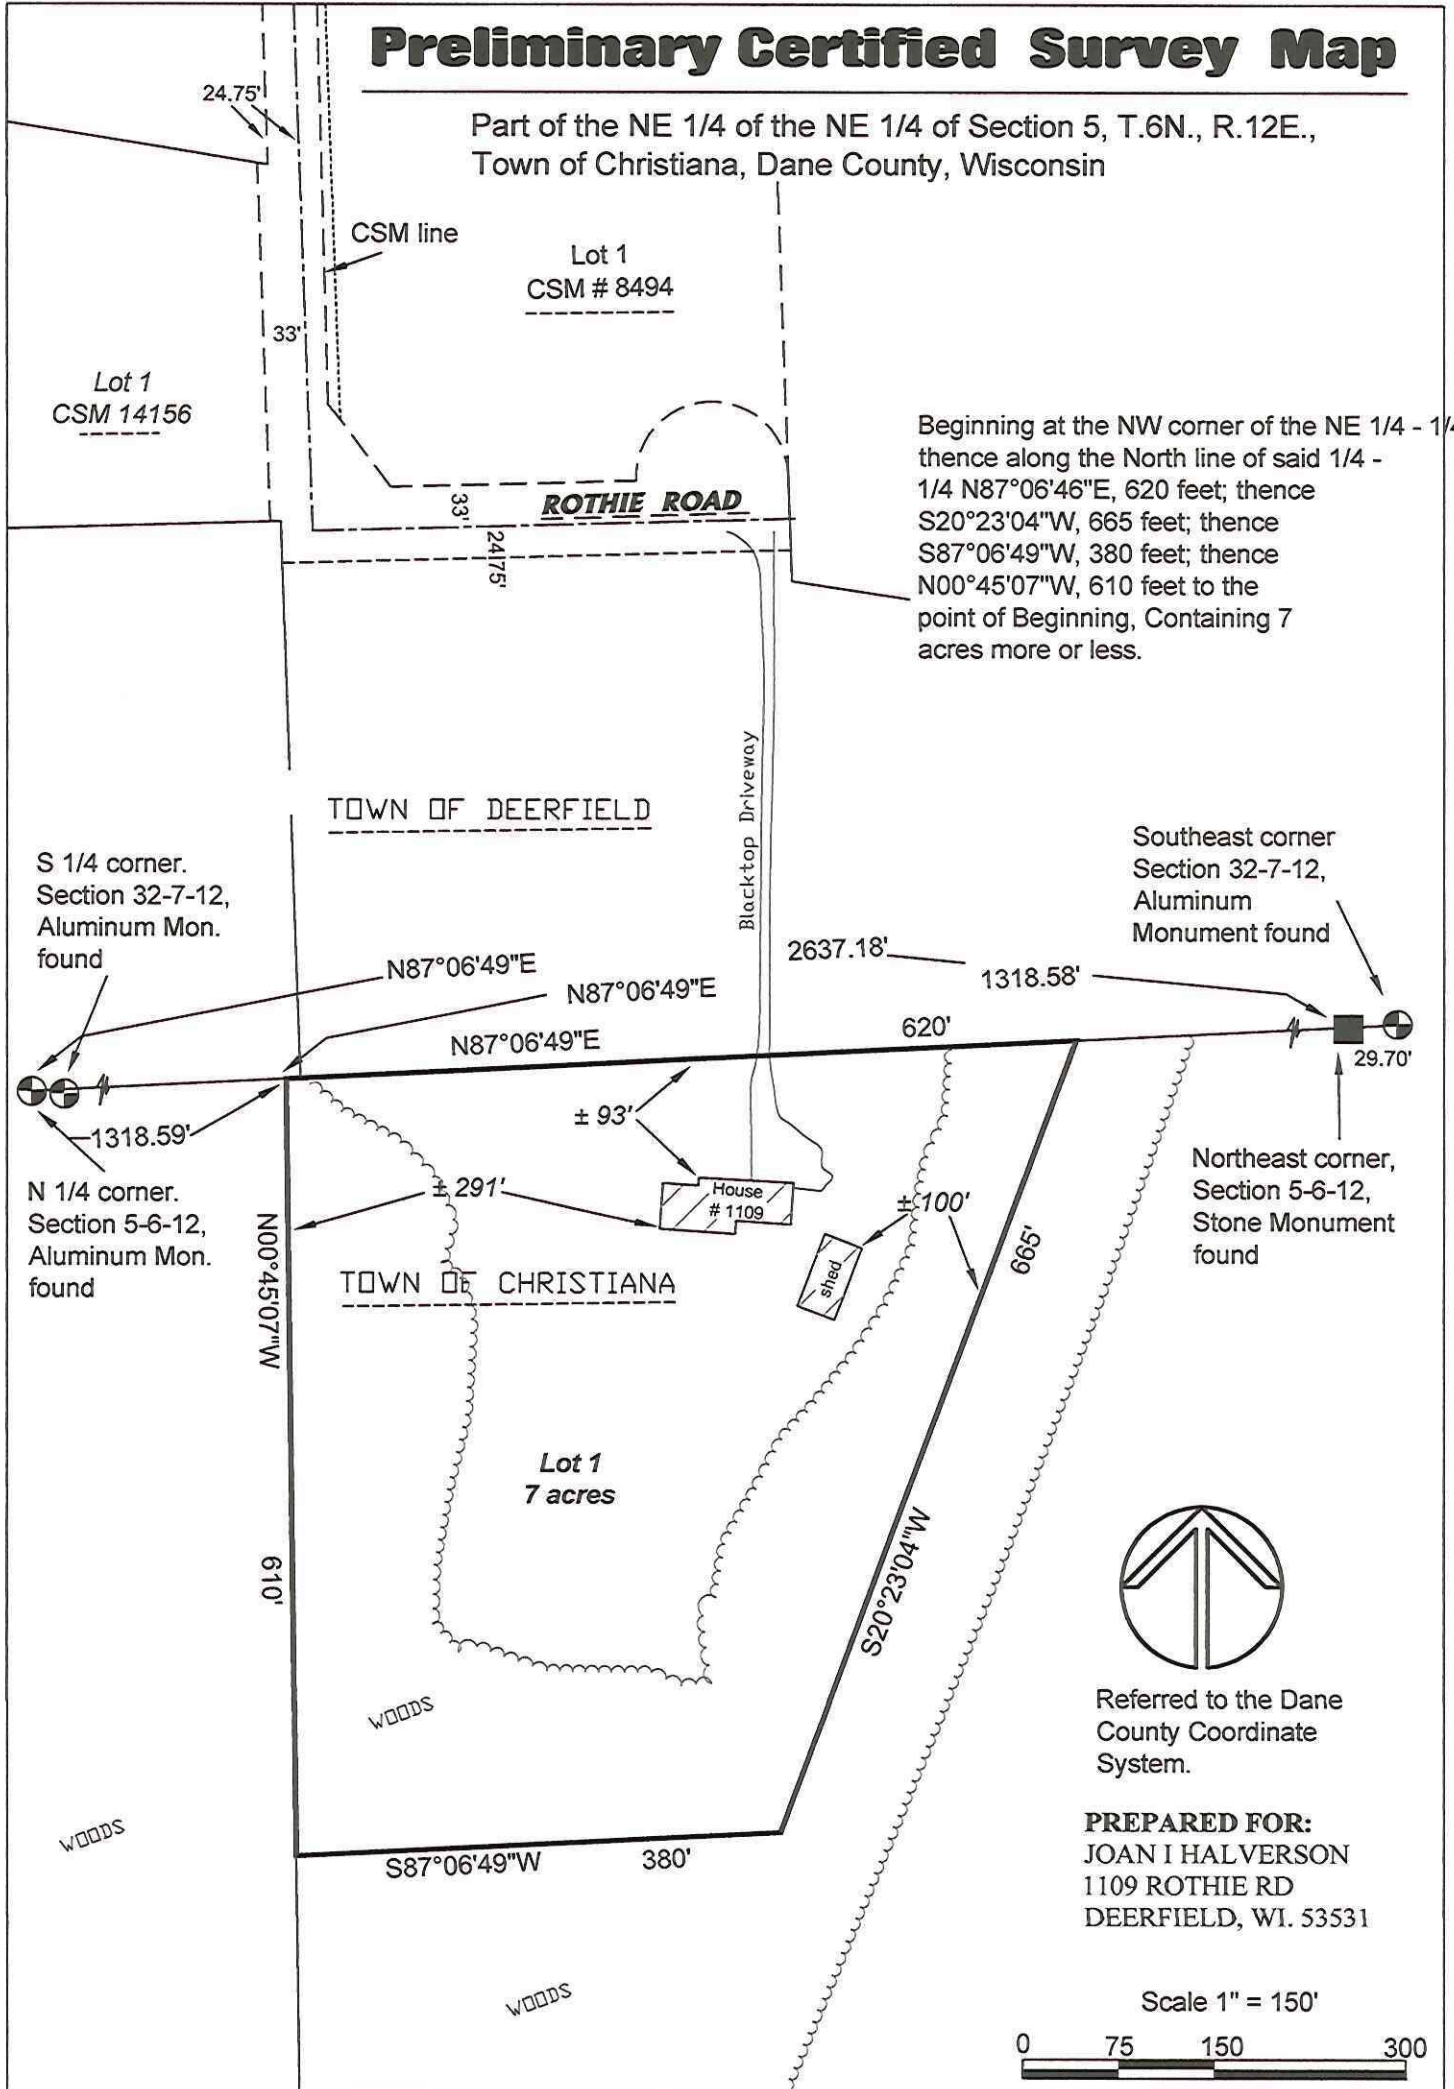 Preliminary Certified Survey Map
Part of the NE 1/4 of the NE 1/4 of Section 5, T.6N., R.12E.,
Town of Christiana, Dane County, Wisconsin
24.75'
CSM line
Lot 1
CSM # 8494
33'
Lot 1
CSM 14156
Beginning at the NW corner of the NE 1/4 - 1/4
thence along the North line of said 1/4 -
1/4 N87°06'46"E, 620 feet; thence
S20°23'04"W, 665 feet; thence
S87°06'49"W, 380 feet; thence
N00°45'07"W, 610 feet to the
point of Beginning, Containing 7
acres more or less.
33'
ROTHIE ROAD
24.75'
Blacktop Driveway
TOWN OF DEERFIELD
S 1/4 corner.
Section 32-7-12,
Aluminum Mon.
found
Southeast corner
Section 32-7-12,
Aluminum
Monument found
N87°06'49"E
N87°06'49"E
N87°06'49"E
2637.18'
1318.58'
620'
29.70'
1318.59'
± 93'
N 1/4 corner.
Section 5-6-12,
Aluminum Mon.
found
± 291'
House
# 1109
± 100'
Northeast corner,
Section 5-6-12,
Stone Monument
found
N00°45'07"W
665'
shed
TOWN OF CHRISTIANA
Lot 1
7 acres
610'
S20°23'04"W
WOODS
WOODS
S87°06'49"W 380'
WOODS
Referred to the Dane
County Coordinate
System.
PREPARED FOR:
JOAN I HALVERSON
1109 ROTHIE RD
DEERFIELD, WI. 53531
Scale 1" = 150'
0 75 150 300